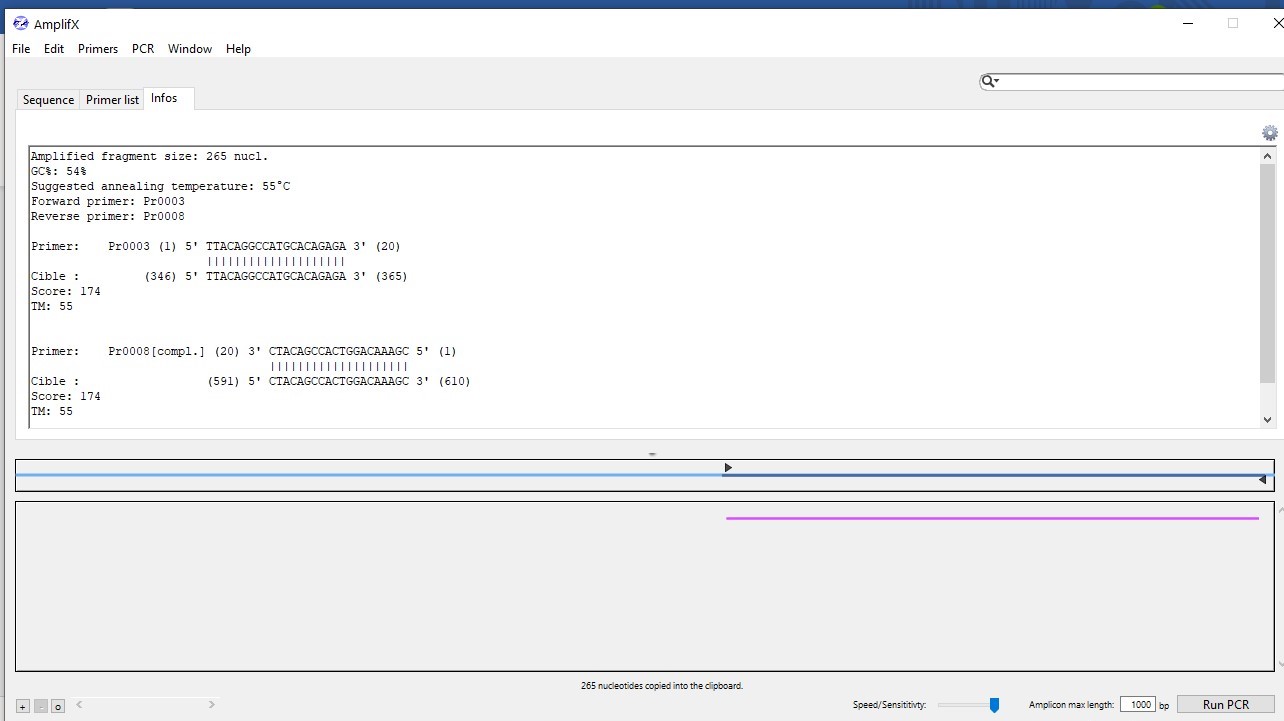 AmplifX
File Edit Primers PCR Window Help
Sequence Primer list Infos
Amplified fragment size: 265 nucl.
GC%: 54%
Suggested annealing temperature: 55°C
Forward primer: Pr0003
Reverse primer: Pr0008
Primer: Pr0003 (1) 5' TTACAGGCCATGCACAGAGA 3' (20)
||||||||||||||||||||
Cible : (346) 5' TTACAGGCCATGCACAGAGA 3' (365)
Score: 174
TM: 55
Primer: Pr0008[compl.] (20) 3' CTACAGCCACTGGACAAAGC 5' (1)
||||||||||||||||||||
Cible : (591) 5' CTACAGCCACTGGACAAAGC 3' (610)
Score: 174
TM: 55
265 nucleotides copied into the clipboard.
+ - o < > Speed/Sensitivity: Amplicon max length: 1000 bp Run PCR